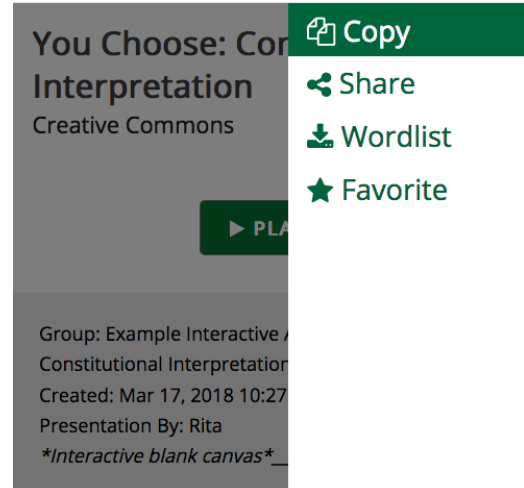 You Choose: Con
Interpretation
Creative Commons
PLA
Group: Example Interactive A
Constitutional Interpretation
Created: Mar 17, 2018 10:27
Presentation By: Rita
*Interactive blank canvas*__
Copy
Share
Wordlist
Favorite